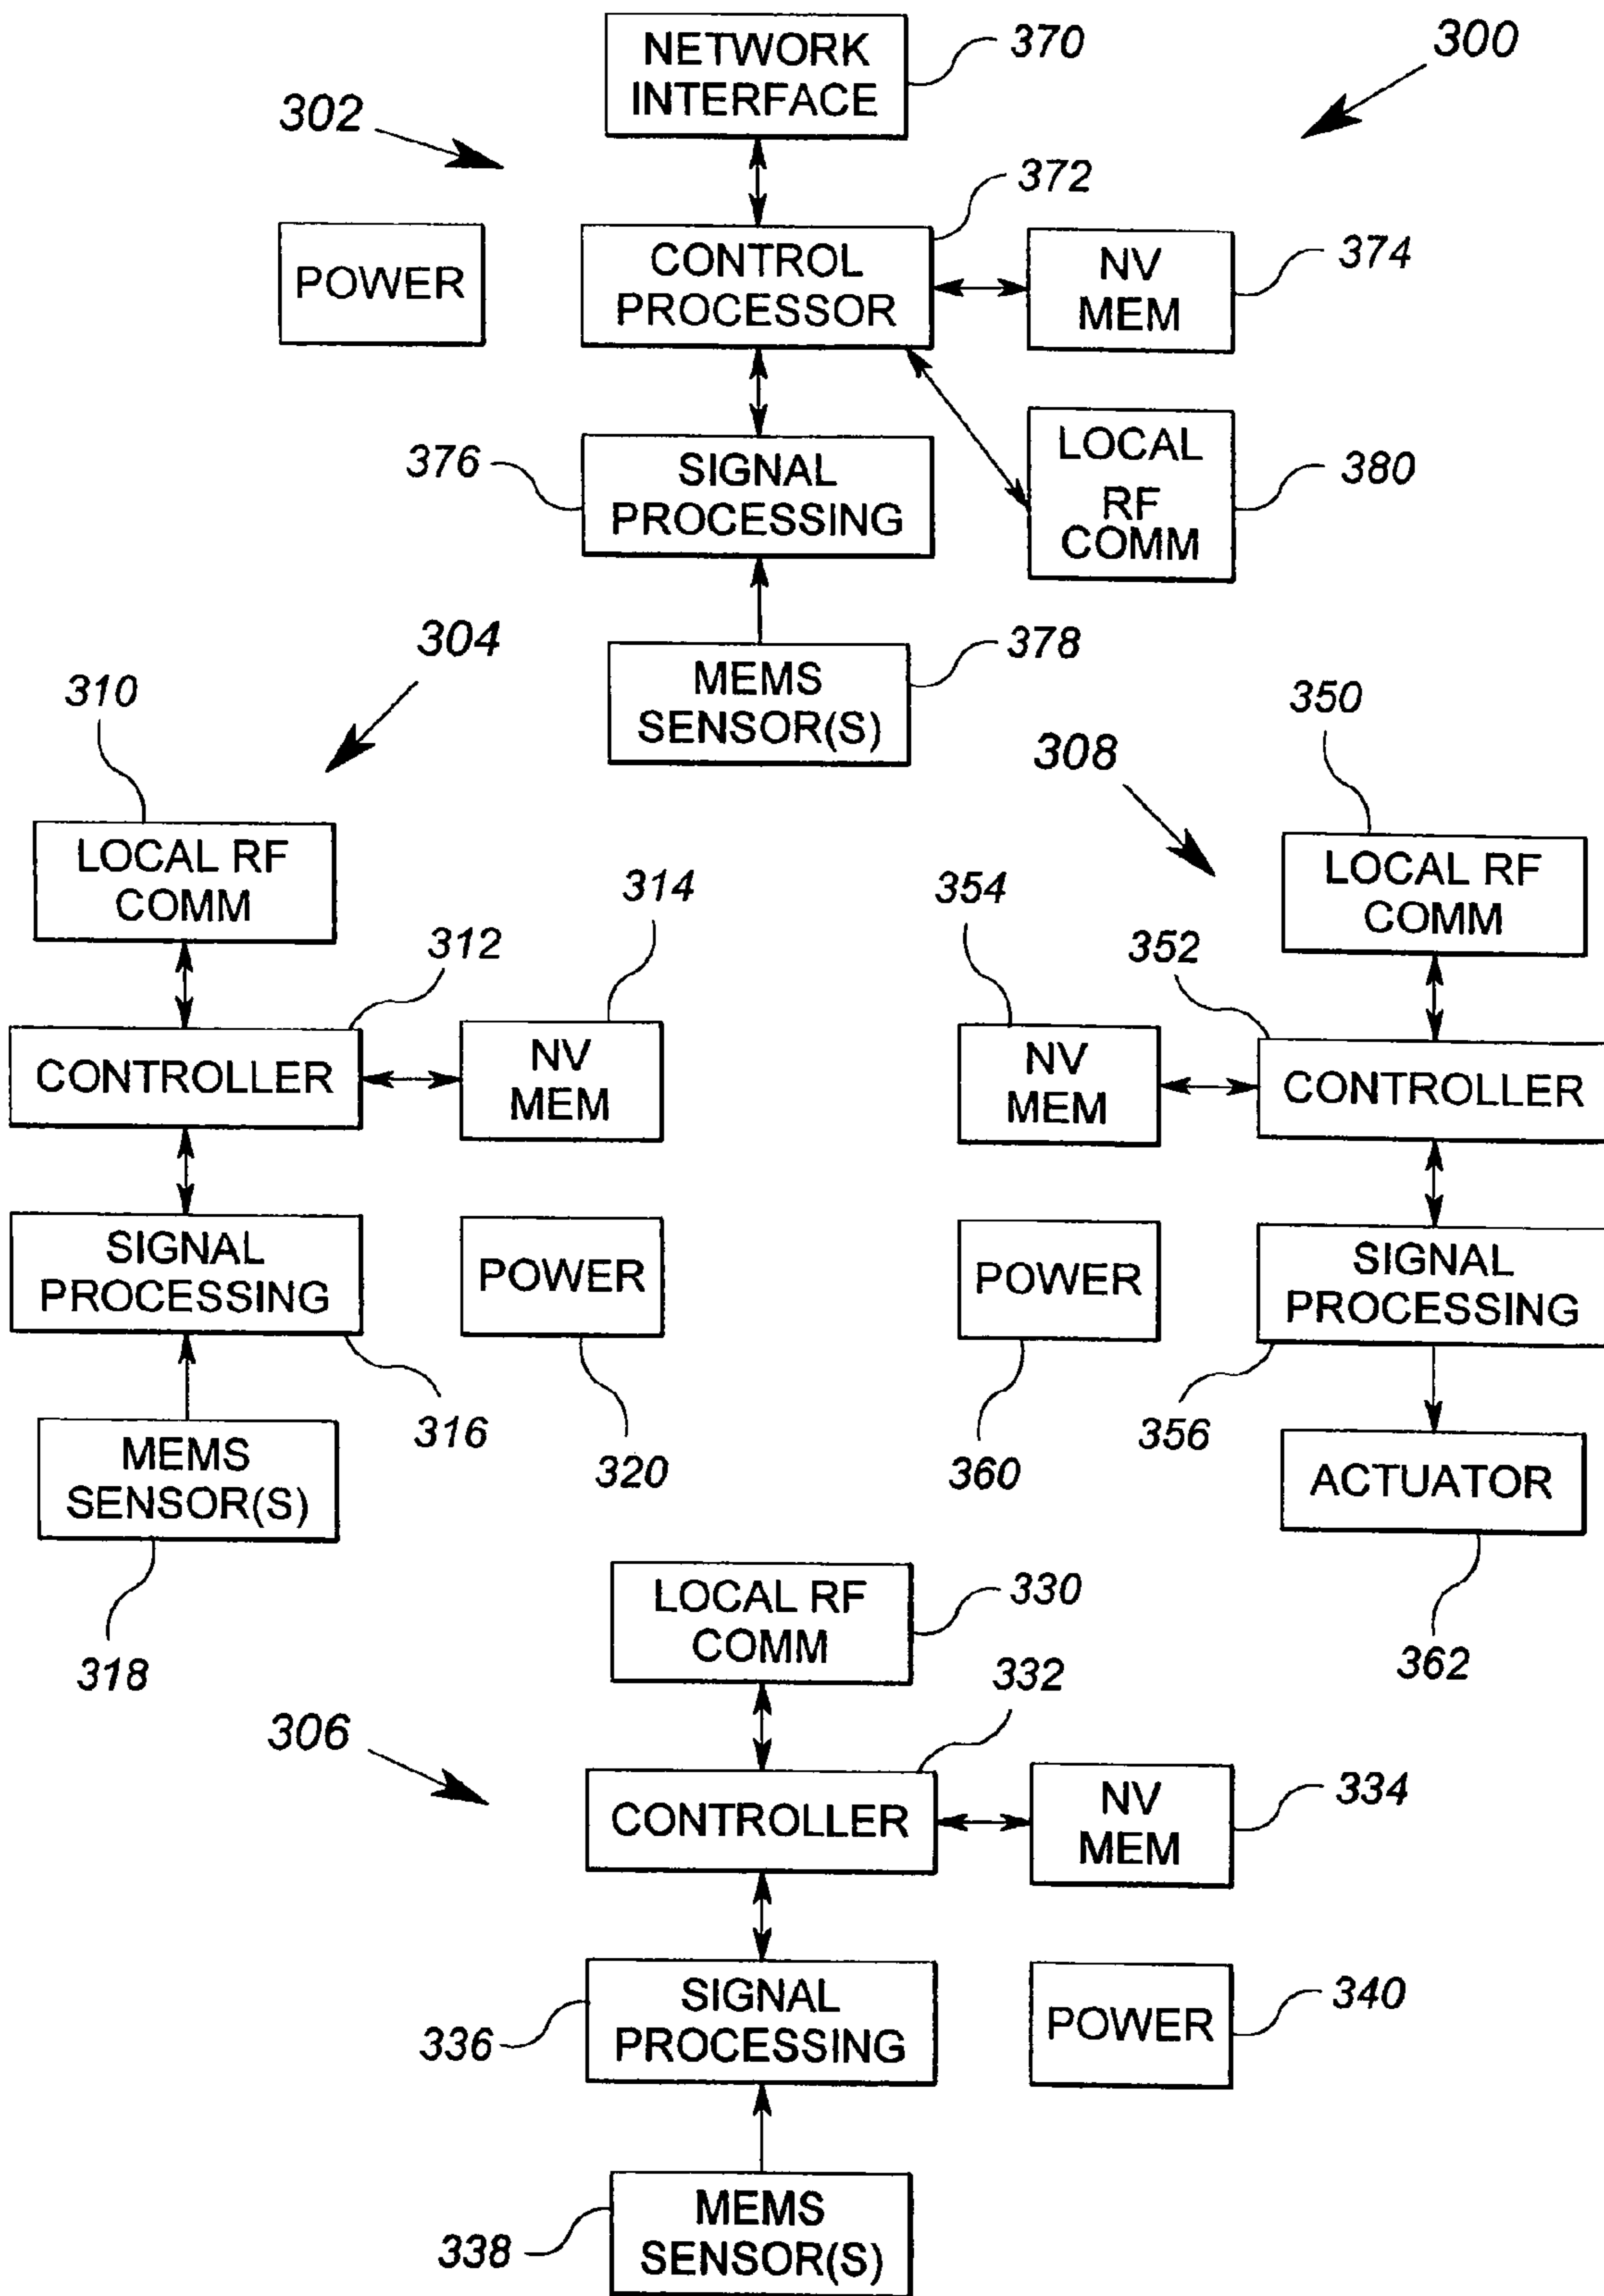 NETWORK
INTERFACE
370
300
302
372
POWER
CONTROL
PROCESSOR
NV
MEM
374
376
SIGNAL
PROCESSING
LOCAL
RF
COMM
380
304
378
MEMS
SENSOR(S)
310
350
308
LOCAL RF
COMM
LOCAL RF
COMM
314
354
312
352
CONTROLLER
NV
MEM
NV
MEM
CONTROLLER
SIGNAL
PROCESSING
POWER
POWER
SIGNAL
PROCESSING
316
356
320
360
MEMS
SENSOR(S)
ACTUATOR
318
362
LOCAL RF
COMM
330
332
306
CONTROLLER
NV
MEM
334
336
SIGNAL
PROCESSING
POWER
340
338
MEMS
SENSOR(S)